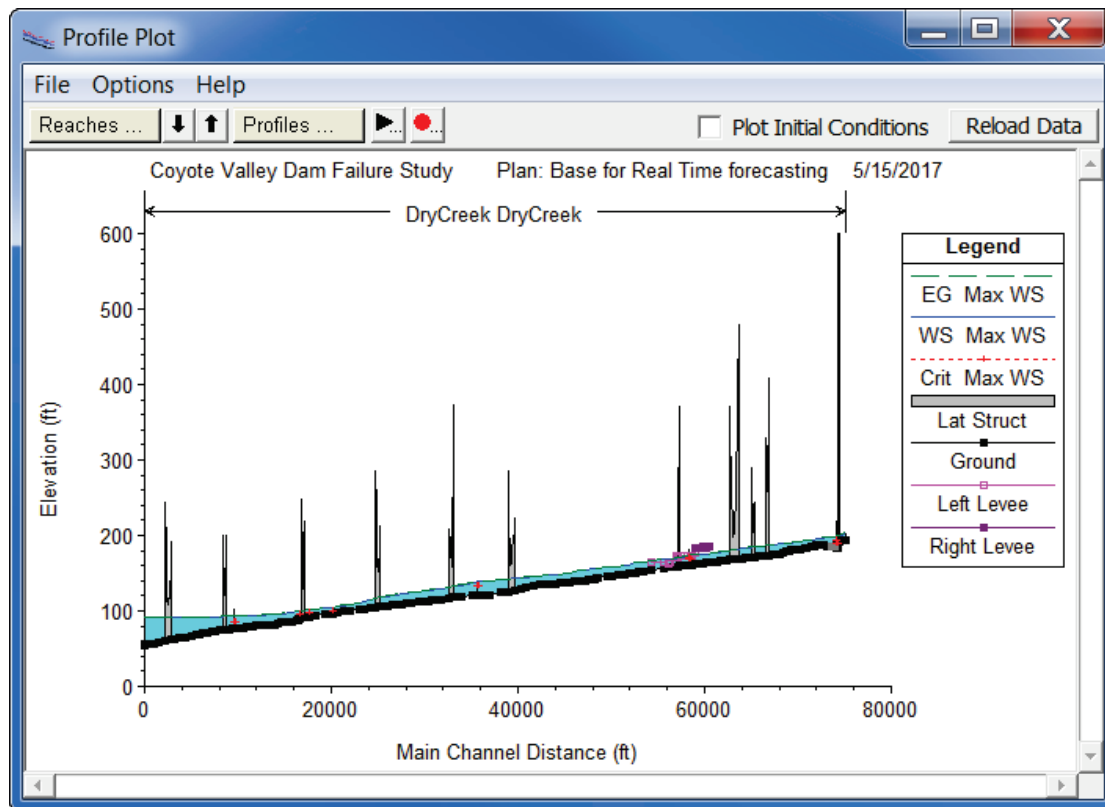 Profile Plot
File Options Help
Reaches ... Profiles ... ... ... Plot Initial Conditions Reload Data
Coyote Valley Dam Failure Study Plan: Base for Real Time forecasting 5/15/2017
DryCreek DryCreek
Legend
EG Max WS
WS Max WS
Crit Max WS
Lat Struct
Ground
Left Levee
Right Levee
600
500
400
300
200
100
0
Elevation (ft)
0 20000 40000 60000 80000
Main Channel Distance (ft)